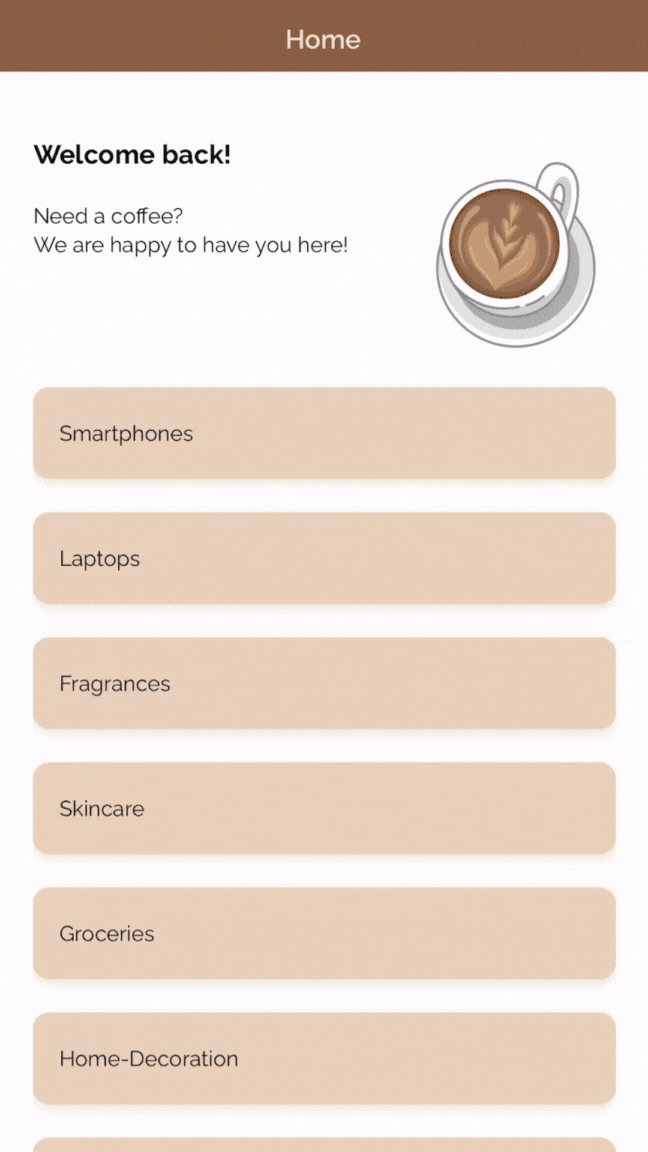 Home
Welcome back!
Need a coffee?
We are happy to have you here!
Smartphones
Laptops
Fragrances
Skincare
Groceries
Home-Decoration